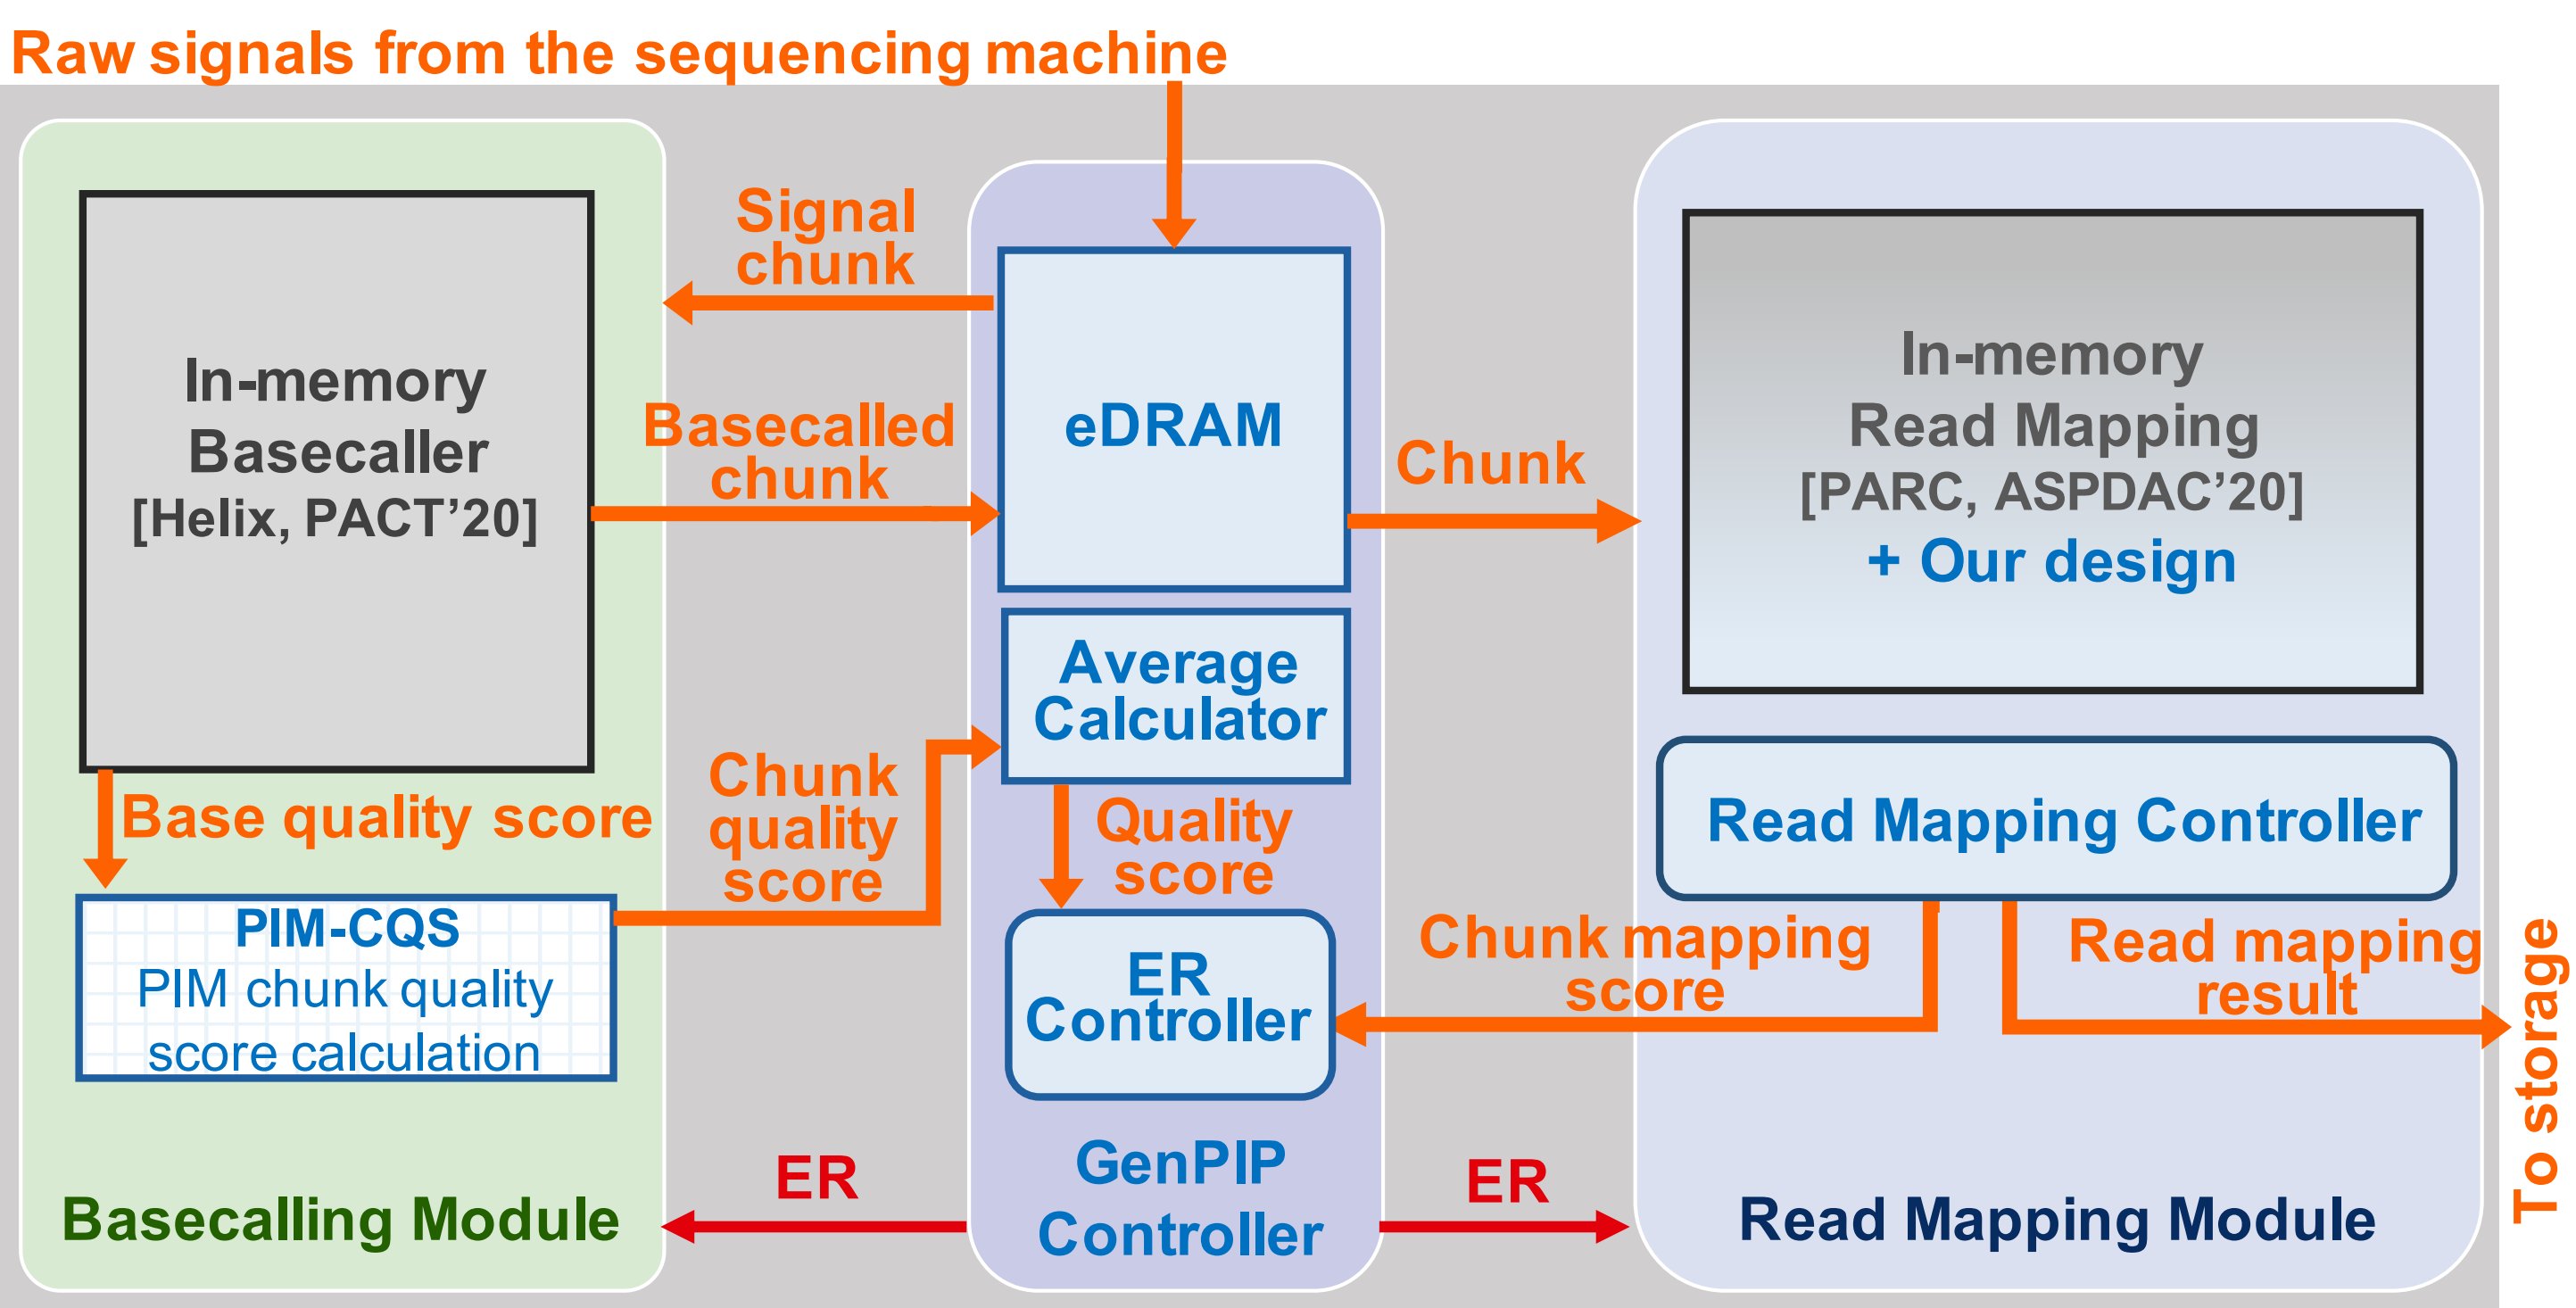 Raw signals from the sequencing machine
In-memory
Basecaller
[Helix, PACT’20]
Base quality score
PIM-CQS
PIM chunk quality
score calculation
Basecalling Module
Signal
chunk
Basecalled
chunk
Chunk
quality
score
ER
eDRAM
Average
Calculator
Quality
score
ER
Controller
GenPIP
Controller
Chunk
Chunk mapping
score
ER
In-memory
Read Mapping
[PARC, ASPDAC’20]
+ Our design
Read Mapping Controller
Read mapping
result
Read Mapping Module
To storage